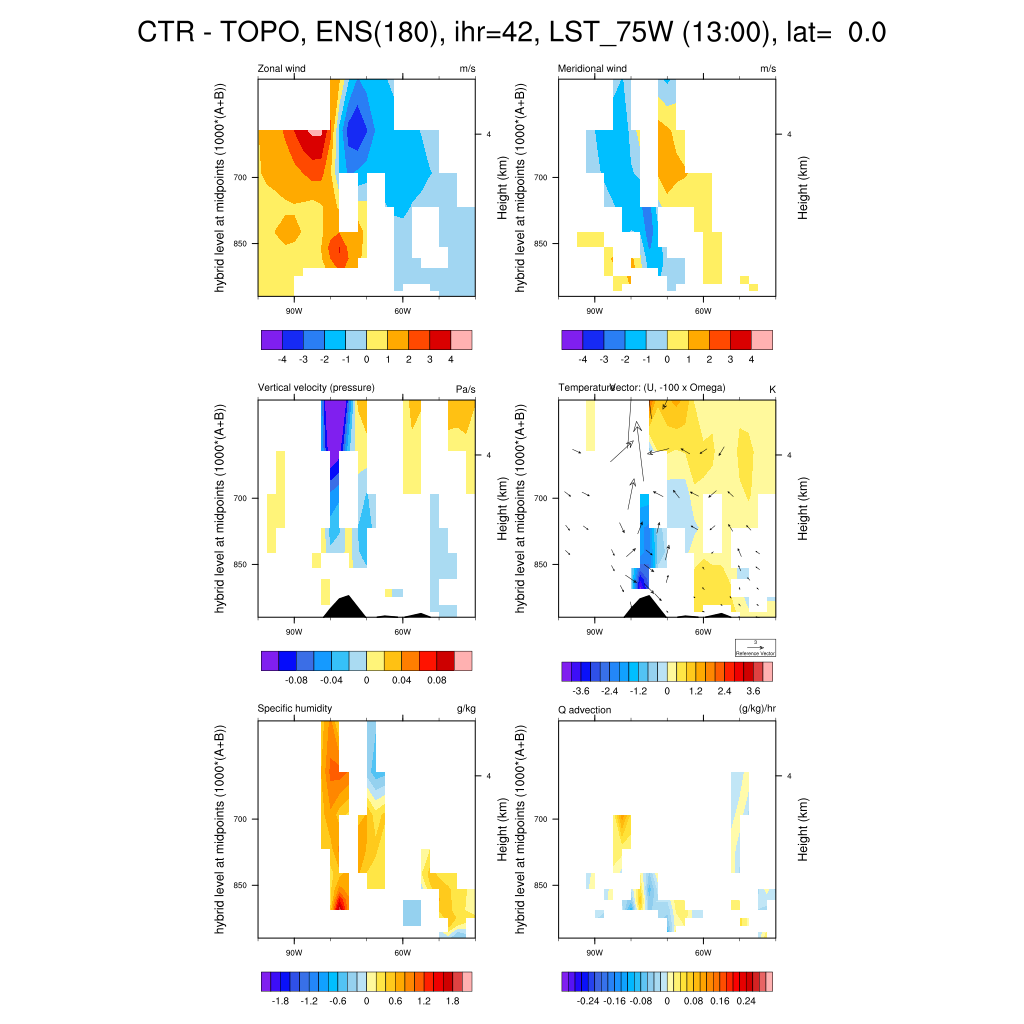 CTR - TOPO, ENS(180), ihr=42, LST_75W (13:00), lat= 0.0
Zonal wind m/s
hybrid level at midpoints (1000*(A+B))
700
850
4
Height (km)
90W 60W
-4 -3 -2 -1 0 1 2 3 4
Meridional wind m/s
hybrid level at midpoints (1000*(A+B))
700
850
4
Height (km)
90W 60W
-4 -3 -2 -1 0 1 2 3 4
Vertical velocity (pressure) Pa/s
hybrid level at midpoints (1000*(A+B))
700
850
4
Height (km)
90W 60W
-0.08 -0.04 0 0.04 0.08
Temperature Vector: (U, -100 x Omega) K
hybrid level at midpoints (1000*(A+B))
700
850
4
Height (km)
90W 60W
3
Reference Vector
-3.6 -2.4 -1.2 0 1.2 2.4 3.6
Specific humidity g/kg
hybrid level at midpoints (1000*(A+B))
700
850
4
Height (km)
90W 60W
-1.8 -1.2 -0.6 0 0.6 1.2 1.8
Q advection (g/kg)/hr
hybrid level at midpoints (1000*(A+B))
700
850
4
Height (km)
90W 60W
-0.24 -0.16 -0.08 0 0.08 0.16 0.24